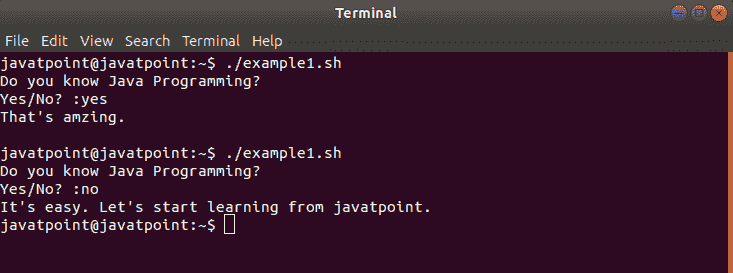 Terminal
File Edit View Search Terminal Help
javatpoint@javatpoint:~$ ./example1.sh
Do you know Java Programming?
Yes/No? :yes
That's amzing.
javatpoint@javatpoint:~$ ./example1.sh
Do you know Java Programming?
Yes/No? :no
It's easy. Let's start learning from javatpoint.
javatpoint@javatpoint:~$